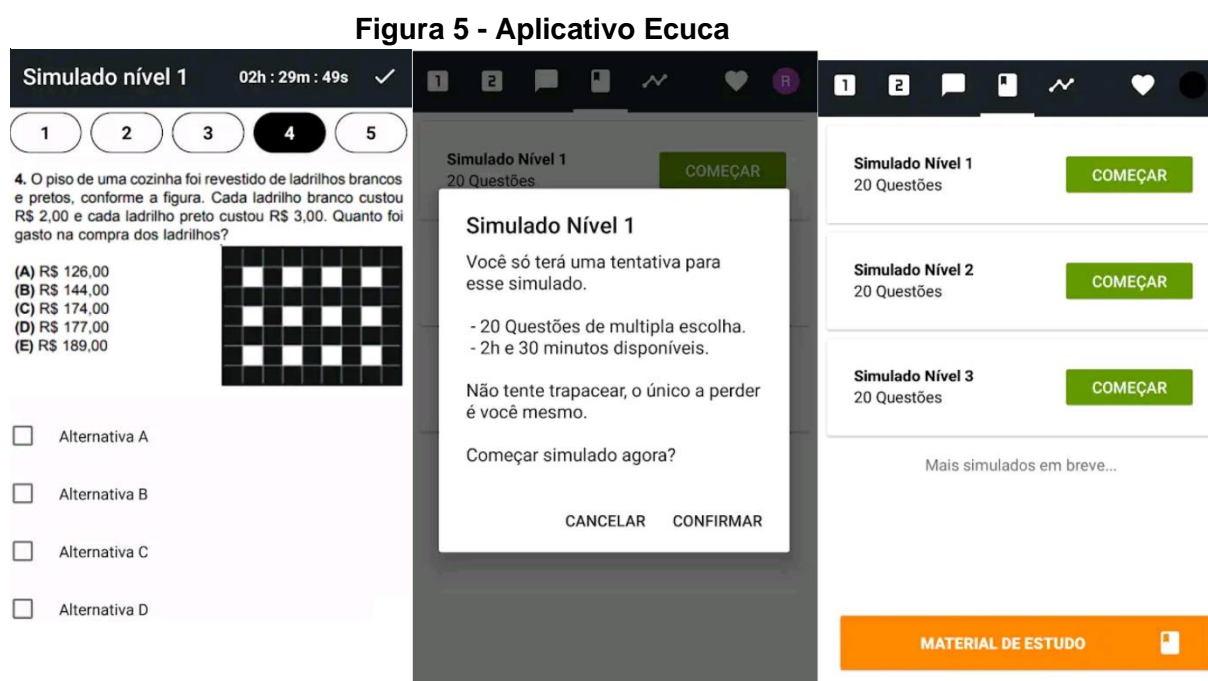 Figura 5 - Aplicativo Ecuca
Simulado nível 1
02h : 29m : 49s
1 2 3 4 5
4. O piso de uma cozinha foi revestido de ladrilhos brancos
e pretos, conforme a figura. Cada ladrilho branco custou
R$ 2,00 e cada ladrilho preto custou R$ 3,00. Quanto foi
gasto na compra dos ladrilhos?
(A) R$ 126,00
(B) R$ 144,00
(C) R$ 174,00
(D) R$ 177,00
(E) R$ 189,00
Alternativa A
Alternativa B
Alternativa C
Alternativa D
1 2 R
Simulado Nível 1
20 Questões
COMEÇAR
Simulado Nível 1
Você só terá uma tentativa para
esse simulado.
- 20 Questões de multipla escolha.
- 2h e 30 minutos disponíveis.
Não tente trapacear, o único a perder
é você mesmo.
Começar simulado agora?
CANCELAR CONFIRMAR
1 2
Simulado Nível 1
20 Questões
COMEÇAR
Simulado Nível 2
20 Questões
COMEÇAR
Simulado Nível 3
20 Questões
COMEÇAR
Mais simulados em breve...
MATERIAL DE ESTUDO